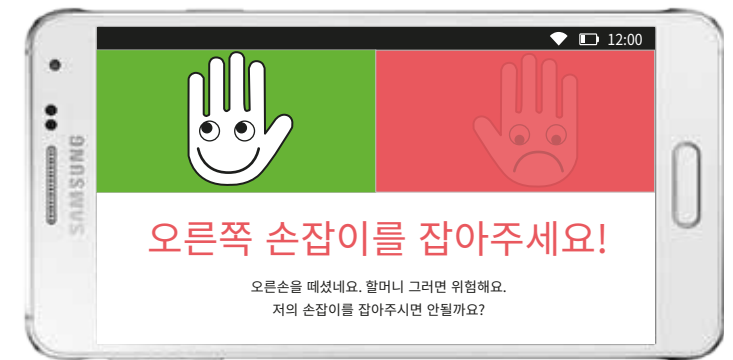 12:00
SAMSUNG
오른쪽 손잡이를 잡아주세요!
오른손을 떼셨네요. 할머니 그러면 위험해요.
저의 손잡이를 잡아주시면 안될까요?